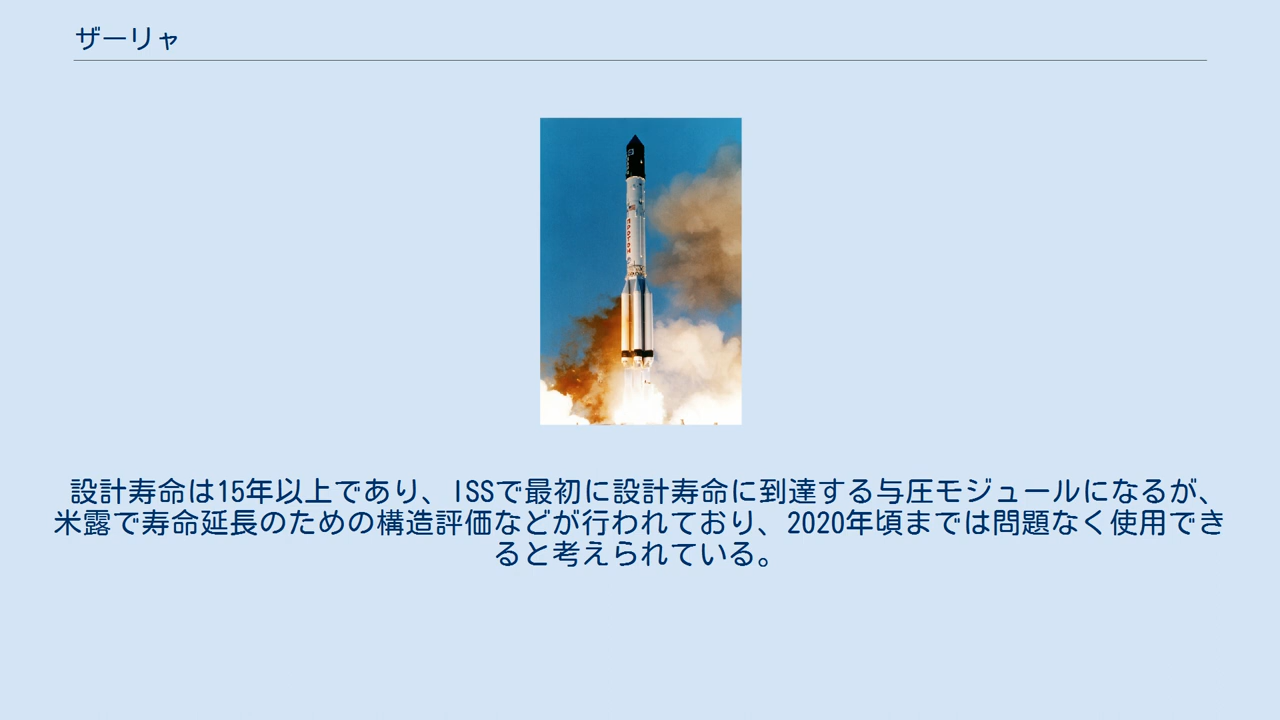 ザーリャ
設計寿命は15年以上であり、ISSで最初に設計寿命に到達する与圧モジュールになるが、
米露で寿命延長のための構造評価などが行われており、2020年頃までは問題なく使用でき
ると考えられている。